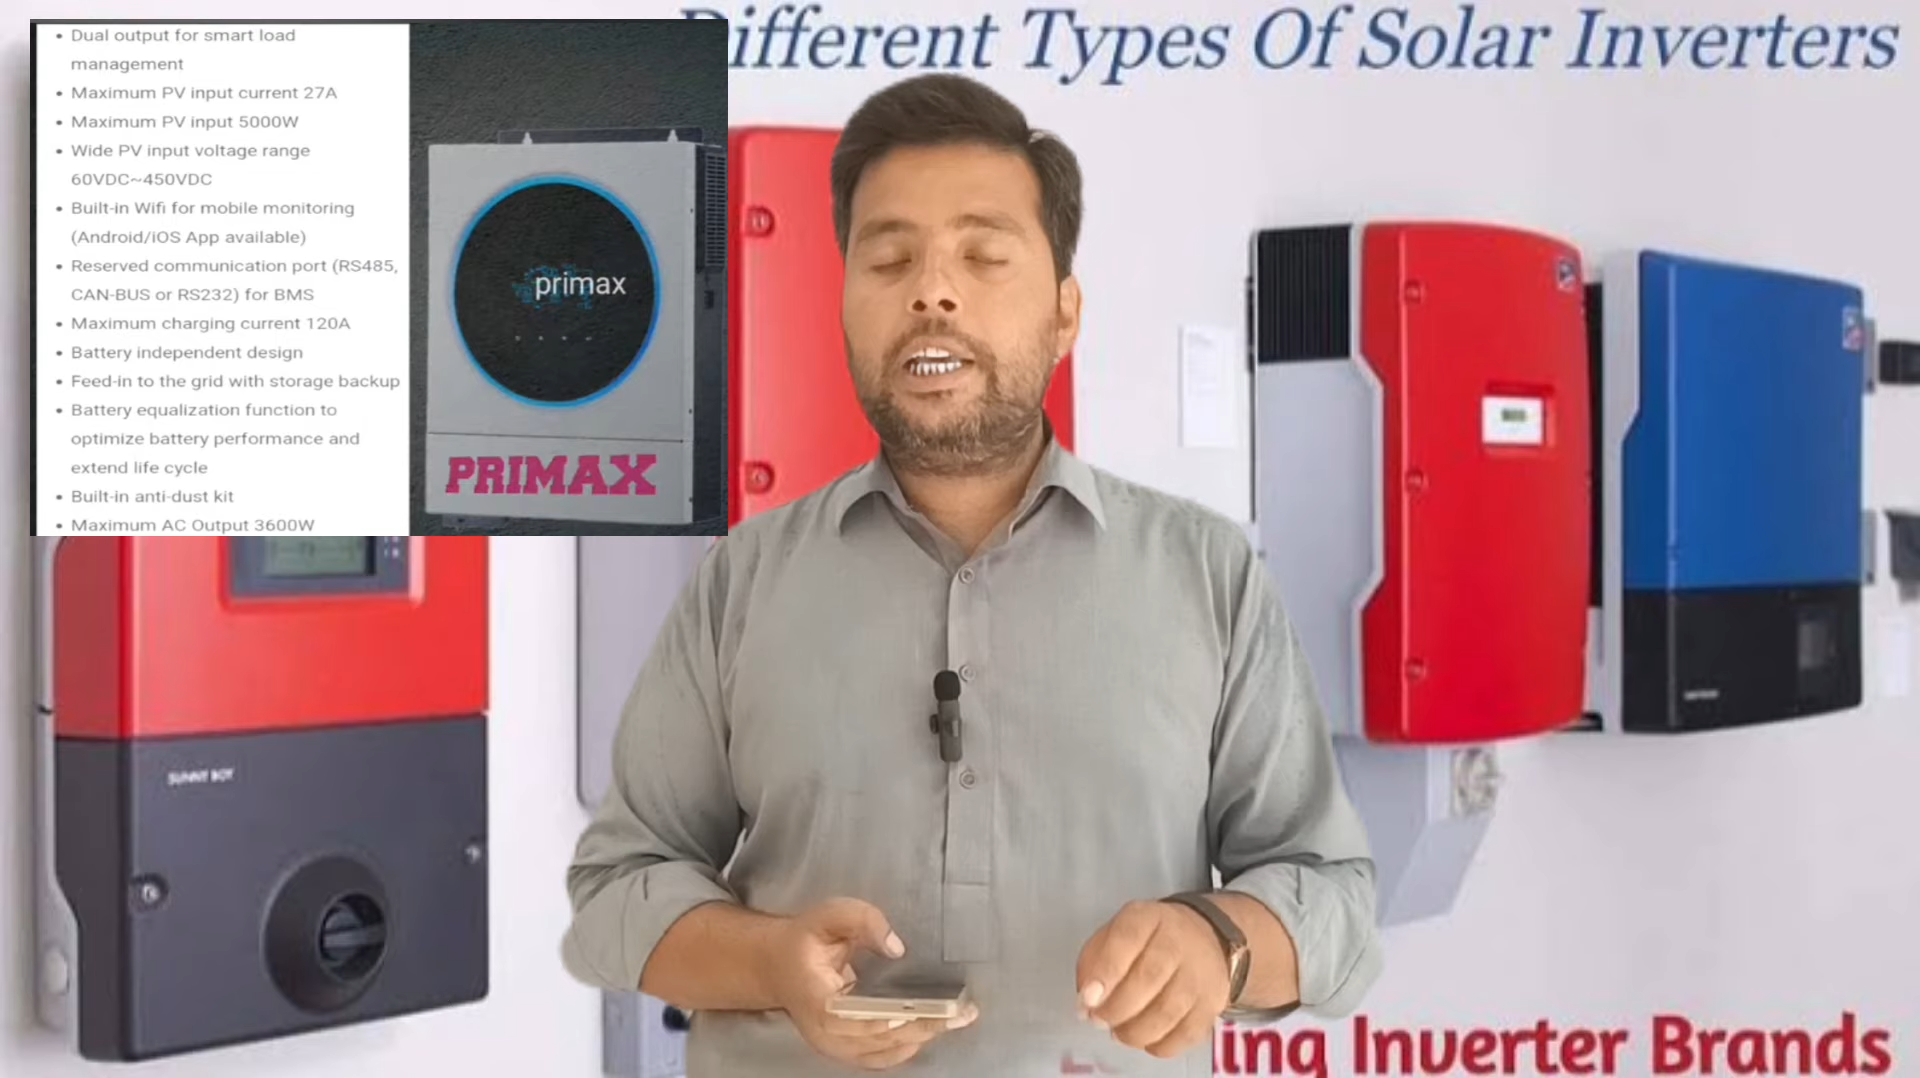 Different Types Of Solar Inverters
• Dual output for smart load
management
• Maximum PV input current 27A
• Maximum PV input 5000W
• Wide PV input voltage range
60VDC~450VDC
• Built-in Wifi for mobile monitoring
(Android/iOS App available)
• Reserved communication port (RS485,
CAN-BUS or RS232) for BMS
• Maximum charging current 120A
• Battery independent design
• Feed-in to the grid with storage backup
• Battery equalization function to
optimize battery performance and
extend life cycle
• Built-in anti-dust kit
• Maximum AC Output 3600W
primax
PRIMAX
SUNNY BOY
Inverter Brands